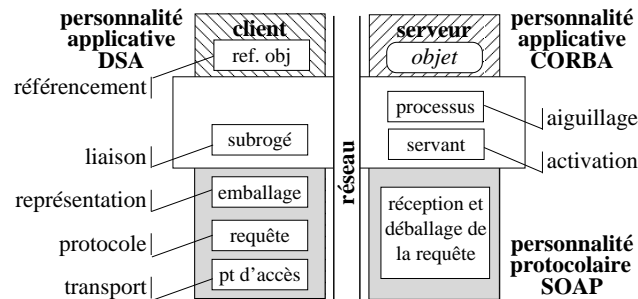 personnalité
applicative
DSA
client
ref. obj
serveur
objet
personnalité
applicative
CORBA
référencement
liaison
représentation
protocole
transport
subrogé
emballage
requête
pt d'accès
réseau
processus
servant
réception et
déballage de
la requête
aiguillage
activation
personnalité
protocolaire
SOAP